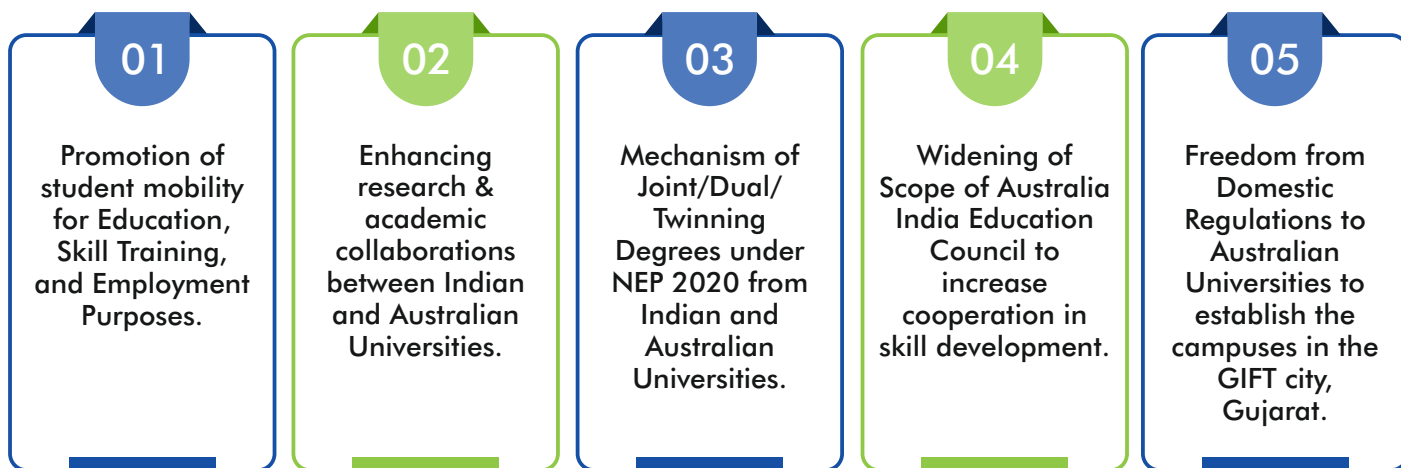 01
Promotion of
student mobility
for Education,
Skill Training,
and Employment
Purposes.
02
Enhancing
research &
academic
collaborations
between Indian
and Australian
Universities.
03
Mechanism of
Joint/Dual/
Twinning
Degrees under
NEP 2020 from
Indian and
Australian
Universities.
04
Widening of
Scope of Australia
India Education
Council to
increase
cooperation in
skill development.
05
Freedom from
Domestic
Regulations to
Australian
Universities to
establish the
campuses in the
GIFT city,
Gujarat.